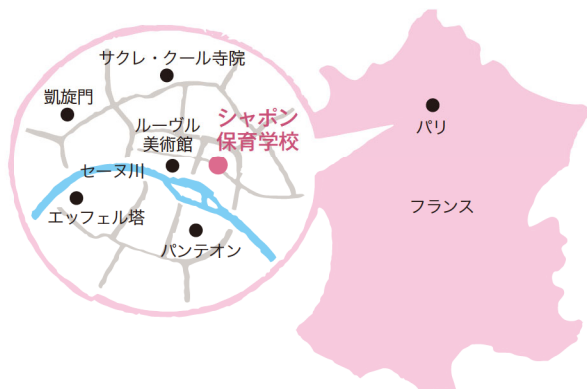 サクレ・クール寺院
凱旋門
シャポン
保育学校
ルーヴル
美術館
セーヌ川
エッフェル塔
パンテオン
パリ
フランス